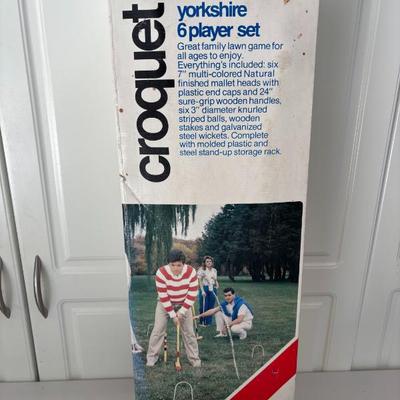 croquet
yorkshire
6 player set
Great family lawn game for
all ages to enjoy.
Everything's included: six
7" multi-colored Natural
finished mallet heads with
plastic end caps and 24"
sure-grip wooden handles,
six 3" diameter knurled
striped balls, wooden
stakes and galvanized
steel wickets. Complete
with molded plastic and
steel stand-up storage rack.